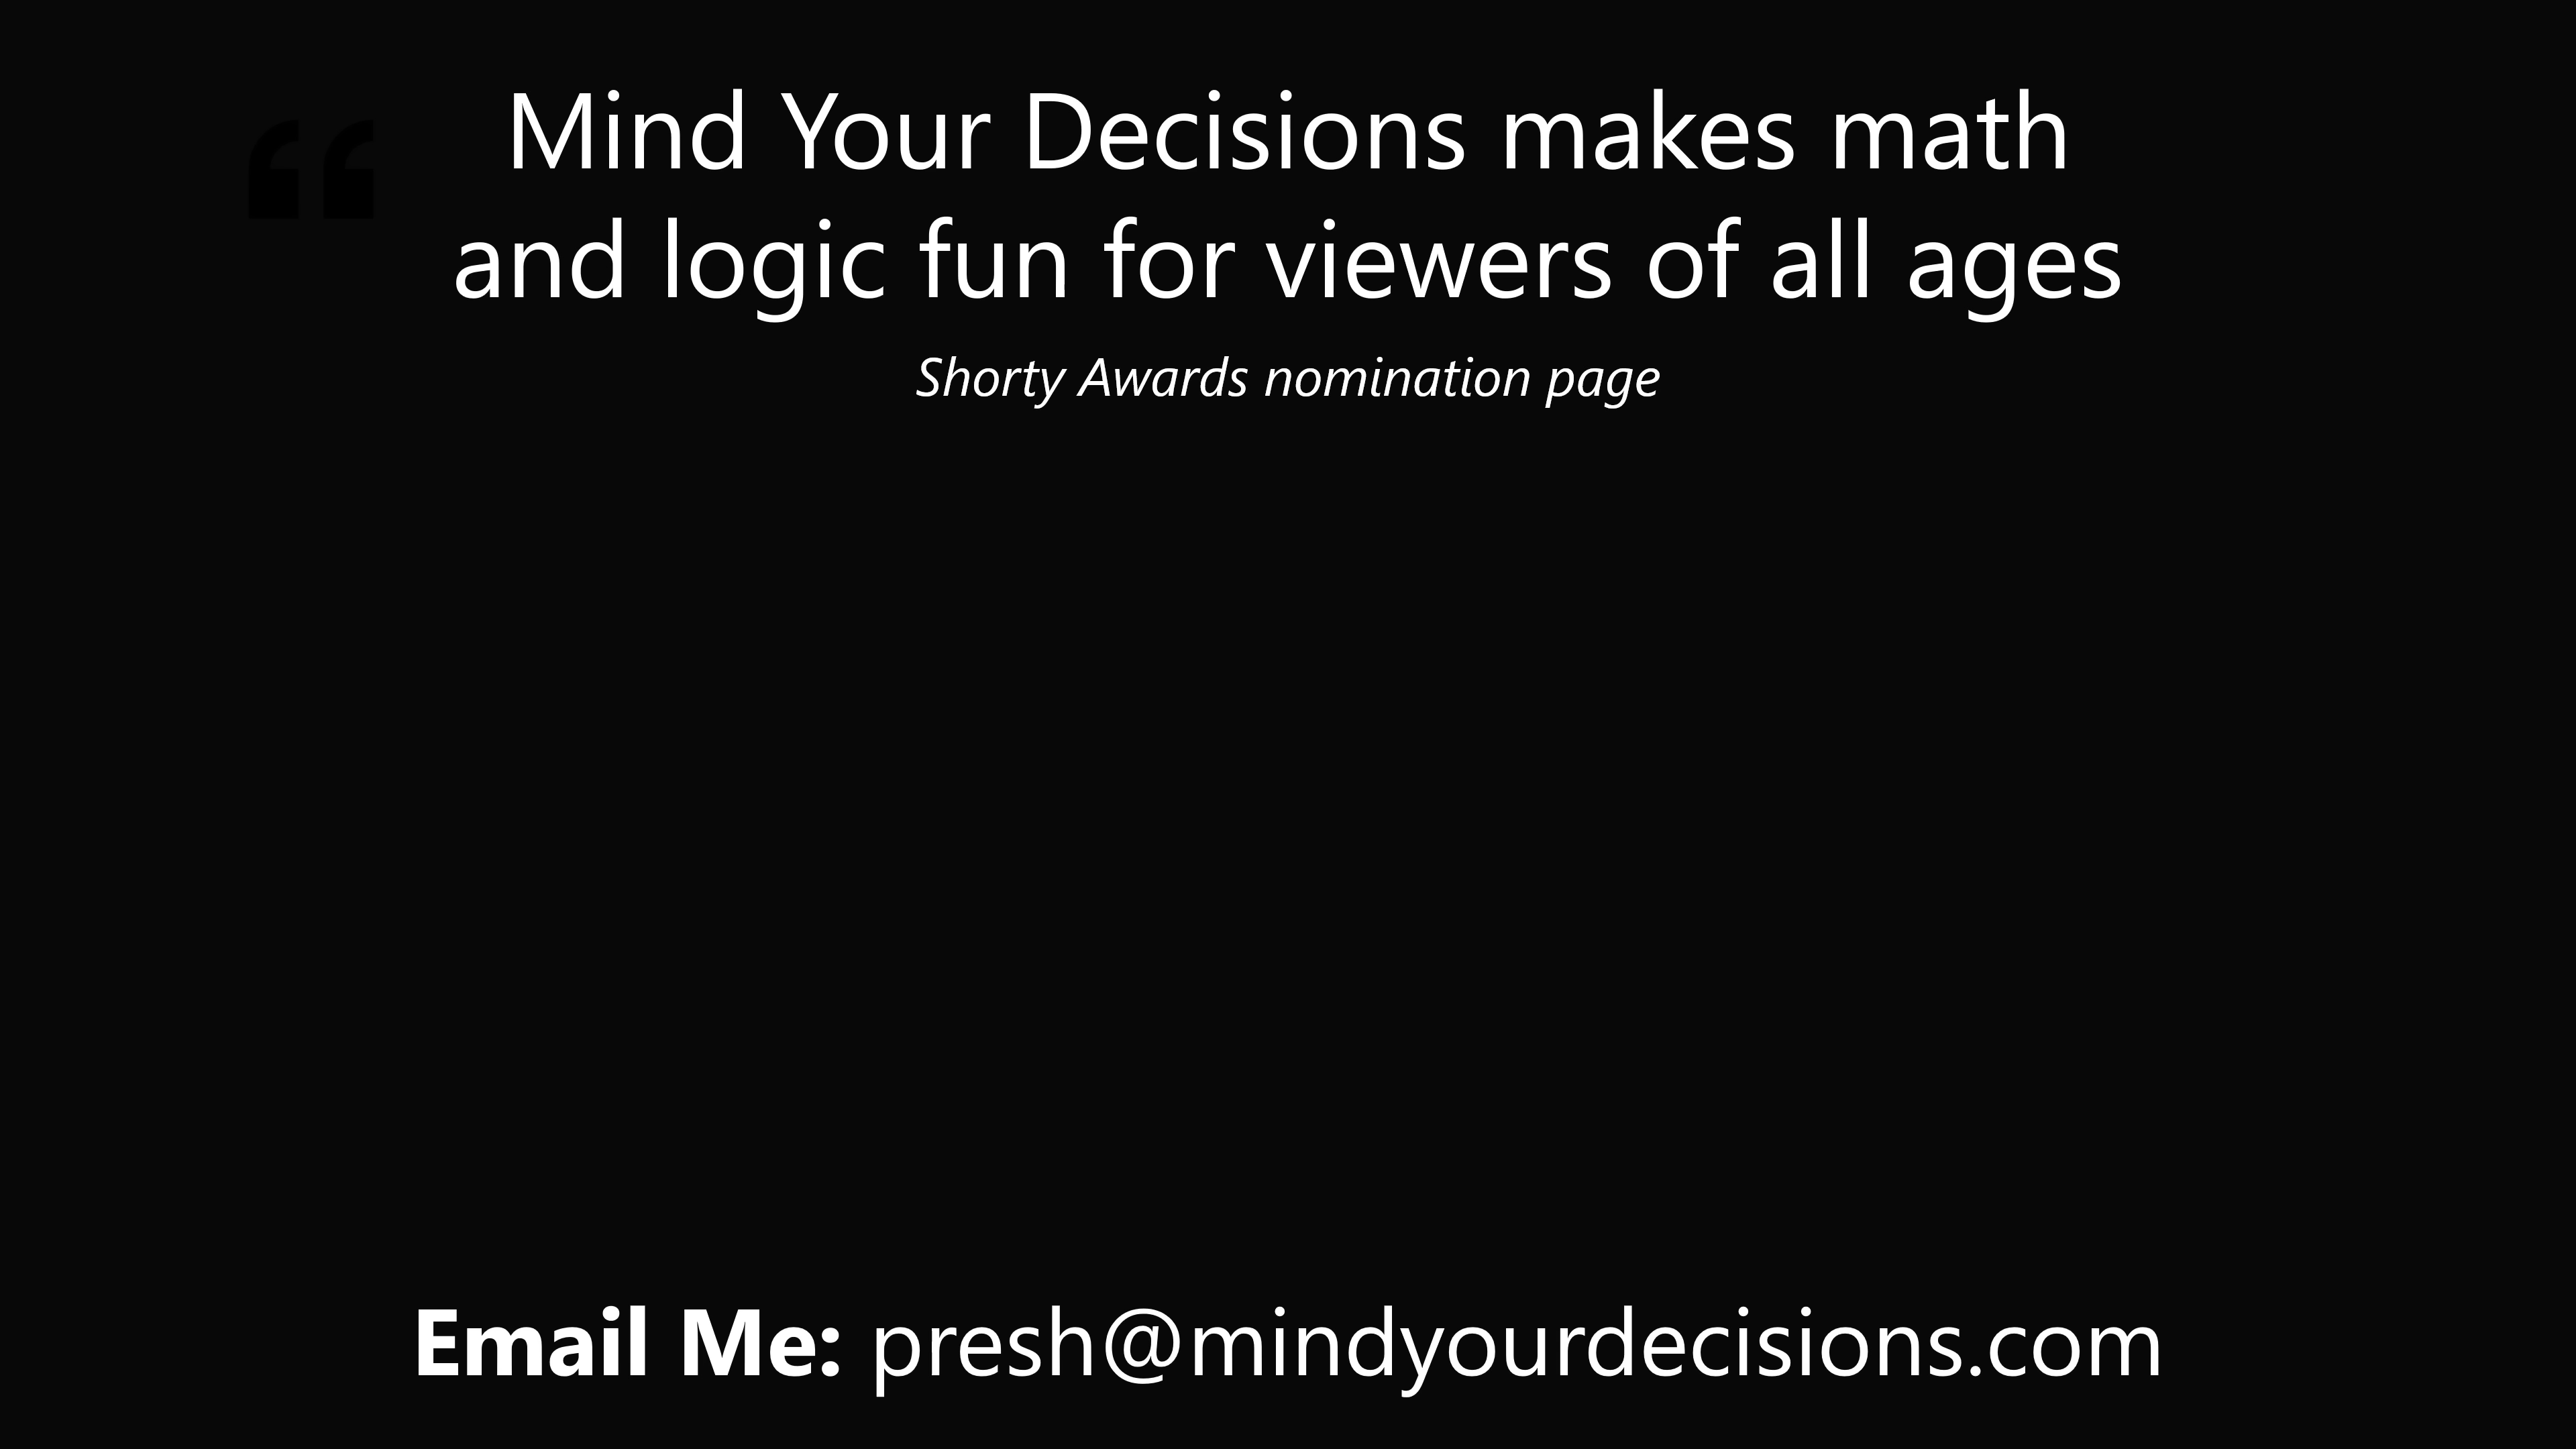 “
Mind Your Decisions makes math
and logic fun for viewers of all ages
Shorty Awards nomination page
Email Me: presh@mindyourdecisions.com